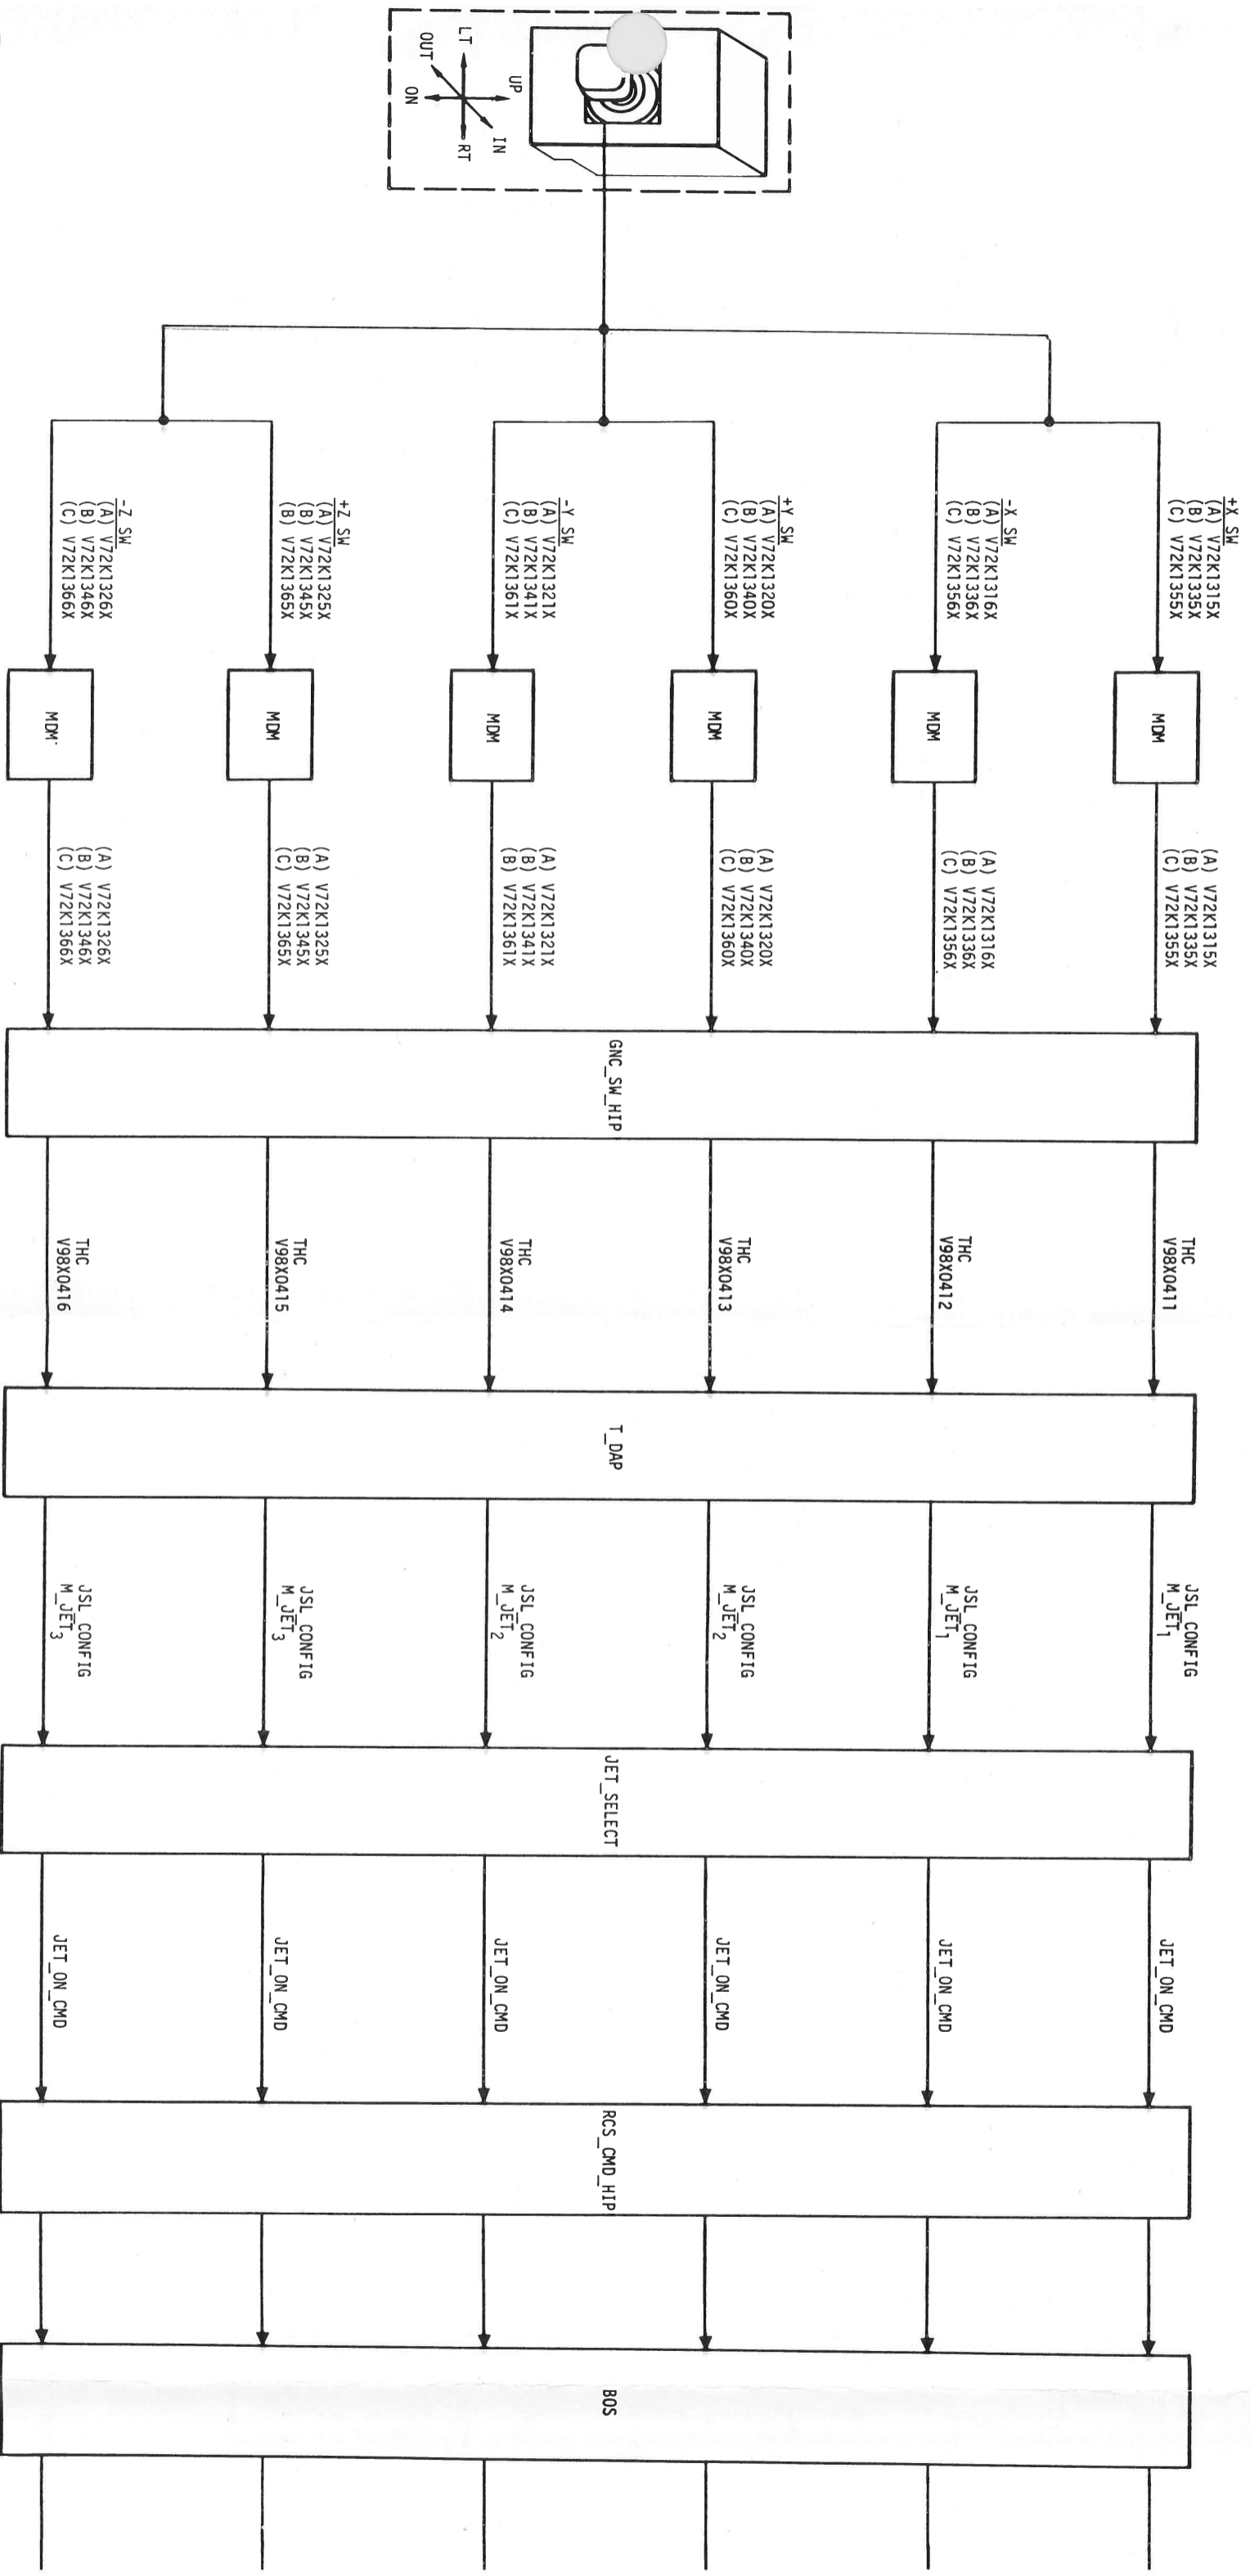 +X SW
(A) V72K1315X
(B) V72K1335X
(C) V72K1355X
MDM
(A) V72K1315X
(B) V72K1335X
(C) V72K1355X
THC
V98X0411
JSL_CONFIG
M_JET1
JET_ON_CMD
-X SW
(A) V72K1316X
(B) V72K1336X
(C) V72K1356X
MDM
(A) V72K1316X
(B) V72K1336X
(C) V72K1356X
THC
V98X0412
JSL_CONFIG
M_JET1
JET_ON_CMD
+Y SW
(A) V72K1320X
(B) V72K1340X
(C) V72K1360X
MDM
(A) V72K1320X
(B) V72K1340X
(C) V72K1360X
THC
V98X0413
JSL_CONFIG
M_JET2
JET_ON_CMD
GNC_SW_HIP
T_DAP
JET_SELECT
RCS_CMD_HIP
BOS
UP
IN
LT
RT
OUT
ON
-Y SW
(A) V72K1321X
(B) V72K1341X
(C) V72K1361X
MDM
(A) V72K1321X
(B) V72K1341X
(B) V72K1361X
THC
V98X0414
JSL_CONFIG
M_JET2
JET_ON_CMD
+Z SW
(A) V72K1325X
(B) V72K1345X
(B) V72K1365X
MDM
(A) V72K1325X
(B) V72K1345X
(C) V72K1365X
THC
V98X0415
JSL_CONFIG
M_JET3
JET_ON_CMD
-Z SW
(A) V72K1326X
(B) V72K1346X
(C) V72K1366X
MDM
(A) V72K1326X
(B) V72K1346X
(C) V72K1366X
THC
V98X0416
JSL_CONFIG
M_JET3
JET_ON_CMD